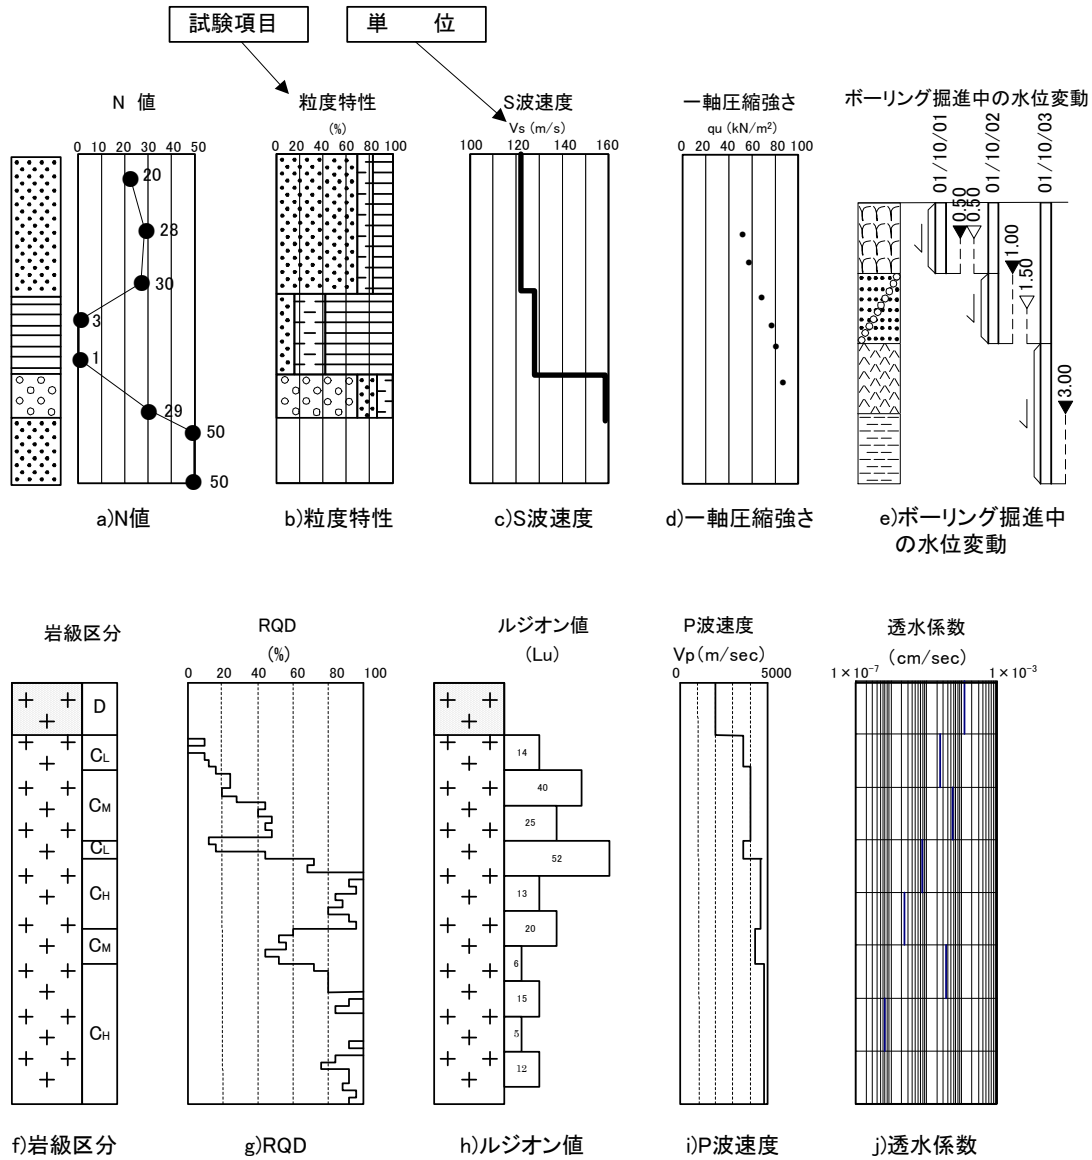 試験項目
単 位
N 値
粒度特性
(%)
S波速度
Vs (m/s)
一軸圧縮強さ
qu (kN/m²)
ボーリング掘進中の水位変動
0 10 20 30 40 50
0 20 40 60 80 100
100 120 140 160
0 20 40 60 80 100
01/10/01
01/10/02
01/10/03
20
28
30
3
1
29
50
50
0.50
0.50
1.00
1.50
3.00
a)N値
b)粒度特性
c)S波速度
d)一軸圧縮強さ
e)ボーリング掘進中
の水位変動
岩級区分
RQD
(%)
ルジオン値
(Lu)
P波速度
Vp(m/sec)
透水係数
(cm/sec)
0 20 40 60 80 100
0 5000
1×10⁻⁷ 1×10⁻³
D
CL
CM
CL
CH
CM
CH
14
40
25
52
13
20
6
15
5
12
f)岩級区分
g)RQD
h)ルジオン値
i)P波速度
j)透水係数